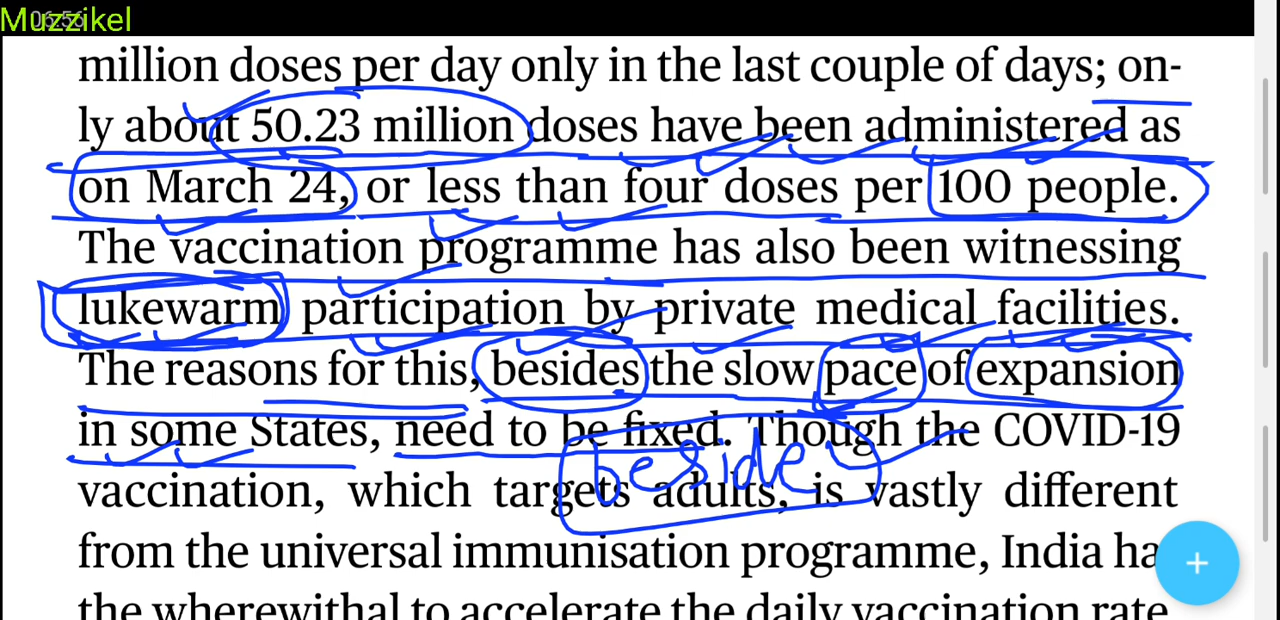 Muzzikel
06:56
million doses per day only in the last couple of days; on-
ly about 50.23 million doses have been administered as
on March 24, or less than four doses per 100 people.
The vaccination programme has also been witnessing
lukewarm participation by private medical facilities.
The reasons for this, besides the slow pace of expansion
in some States, need to be fixed. Though the COVID-19
beside
vaccination, which targets adults, is vastly different
from the universal immunisation programme, India ha
the wherewithal to accelerate the daily vaccination rate